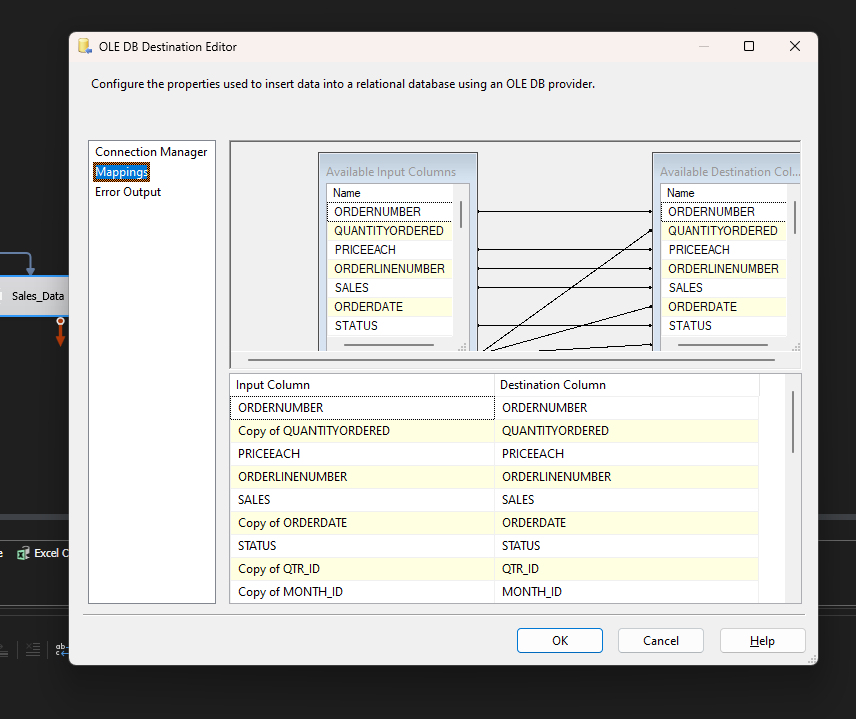 OLE DB Destination Editor
Configure the properties used to insert data into a relational database using an OLE DB provider.
Connection Manager
Mappings
Error Output
Available Input Columns
Name
ORDERNUMBER
QUANTITYORDERED
PRICEEACH
ORDERLINENUMBER
SALES
ORDERDATE
STATUS
Available Destination Col...
Name
ORDERNUMBER
QUANTITYORDERED
PRICEEACH
ORDERLINENUMBER
SALES
ORDERDATE
STATUS
Input Column Destination Column
ORDERNUMBER ORDERNUMBER
Copy of QUANTITYORDERED QUANTITYORDERED
PRICEEACH PRICEEACH
ORDERLINENUMBER ORDERLINENUMBER
SALES SALES
Copy of ORDERDATE ORDERDATE
STATUS STATUS
Copy of QTR_ID QTR_ID
Copy of MONTH_ID MONTH_ID
OK Cancel Help
Sales_Data
Excel